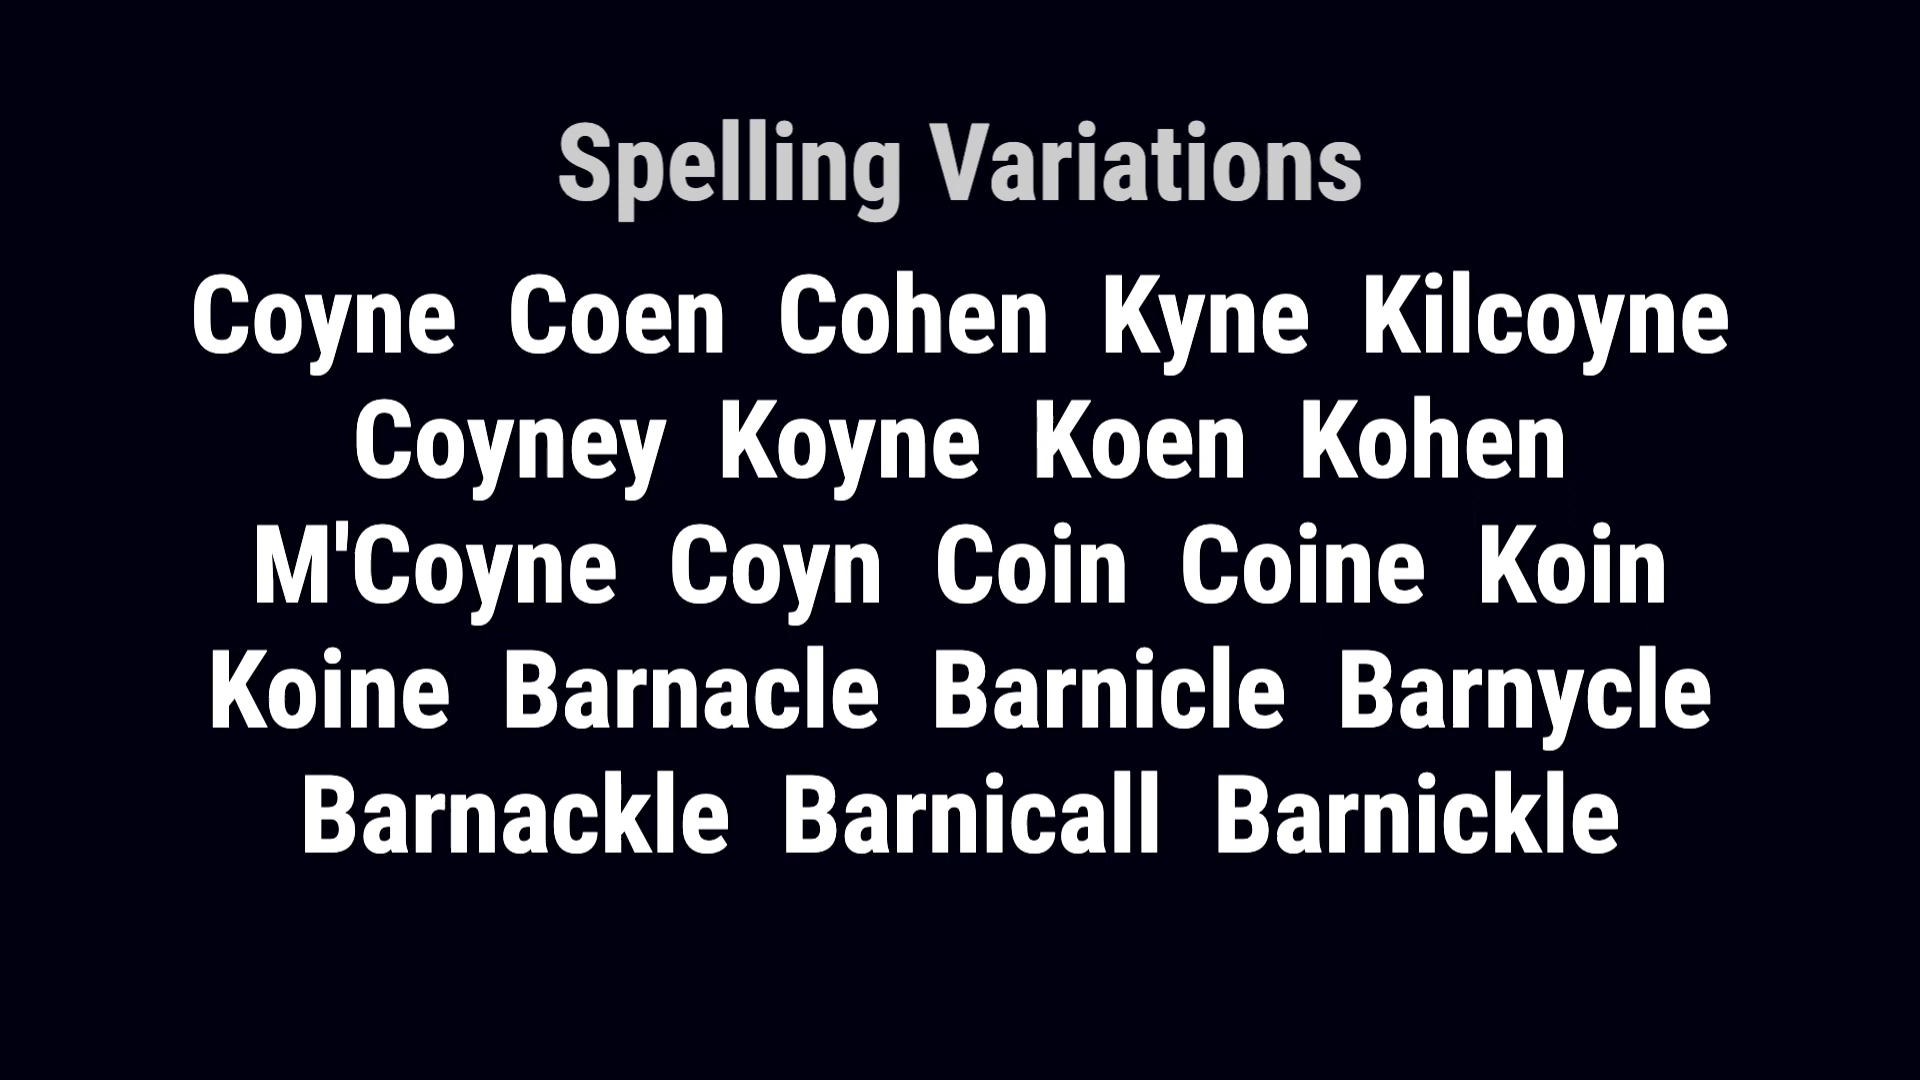 Spelling Variations
Coyne Coen Cohen Kyne Kilcoyne
Coyney Koyne Koen Kohen
M'Coyne Coyn Coin Coine Koin
Koine Barnacle Barnicle Barnycle
Barnackle Barnicall Barnickle